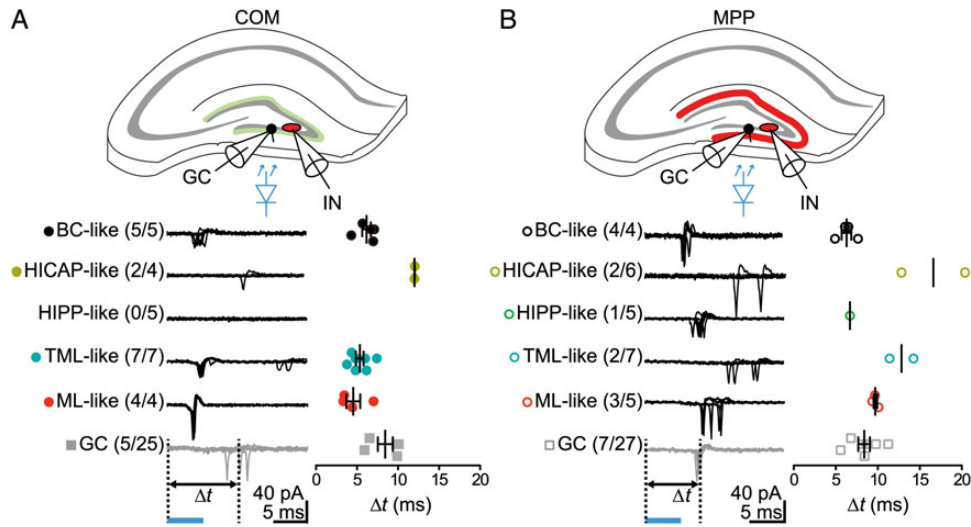 A
COM
GC
IN
BC-like (5/5)
HICAP-like (2/4)
HIPP-like (0/5)
TML-like (7/7)
ML-like (4/4)
GC (5/25)
Δt
40 pA
5 ms
0 5 10 15 20
Δt (ms)
B
MPP
GC
IN
BC-like (4/4)
HICAP-like (2/6)
HIPP-like (1/5)
TML-like (2/7)
ML-like (3/5)
GC (7/27)
Δt
40 pA
5 ms
0 5 10 15 20
Δt (ms)